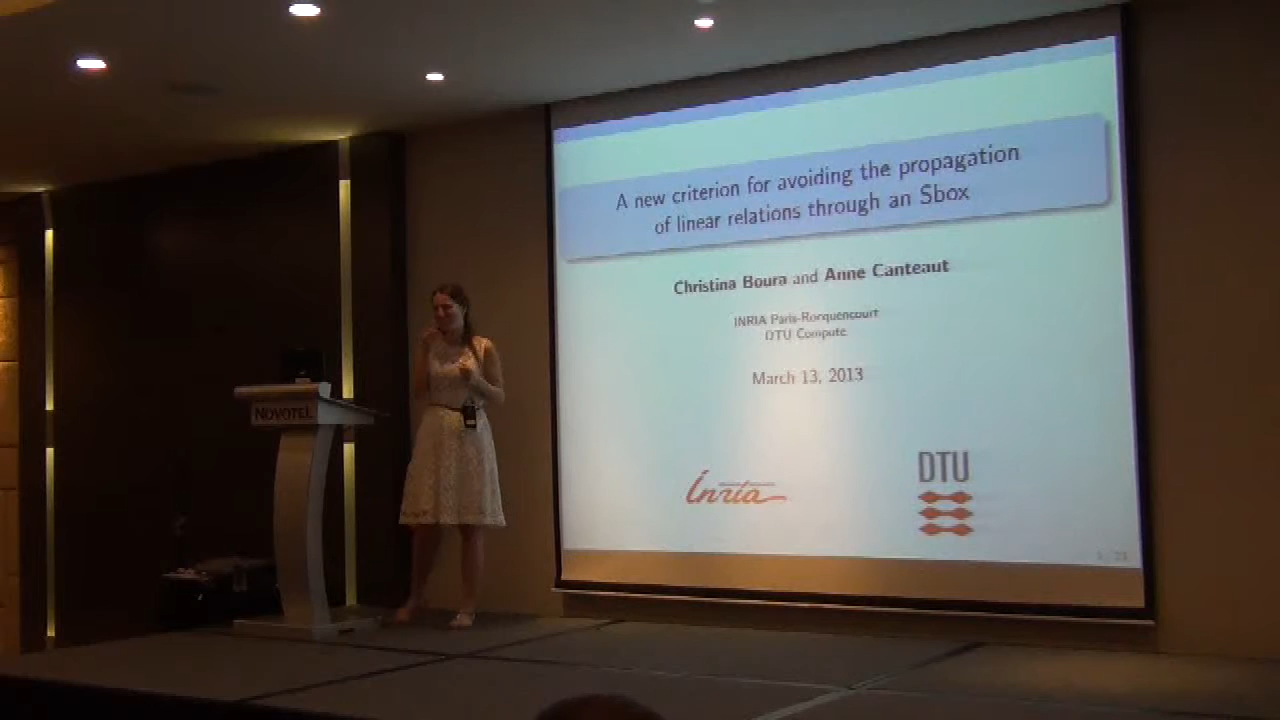 A new criterion for avoiding the propagation
of linear relations through an Sbox
Christina Boura and Anne Canteaut
INRIA Paris-Rocquencourt
DTU Compute
March 13, 2013
Inria
DTU
NOVOTEL